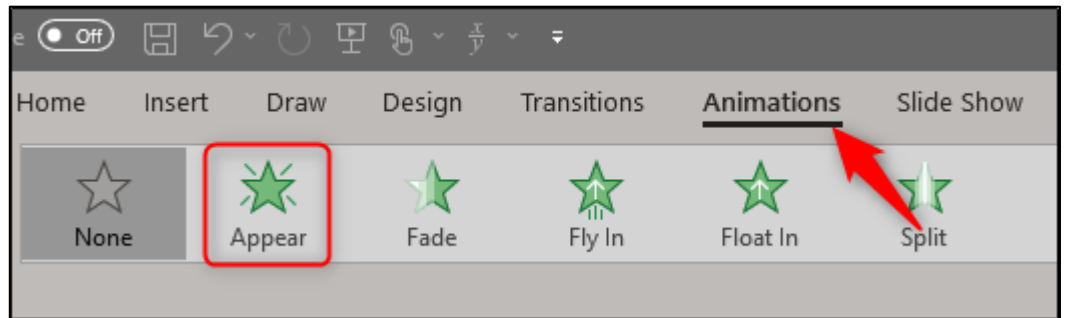 e Off x/y
Home Insert Draw Design Transitions Animations Slide Show
None Appear Fade Fly In Float In Split